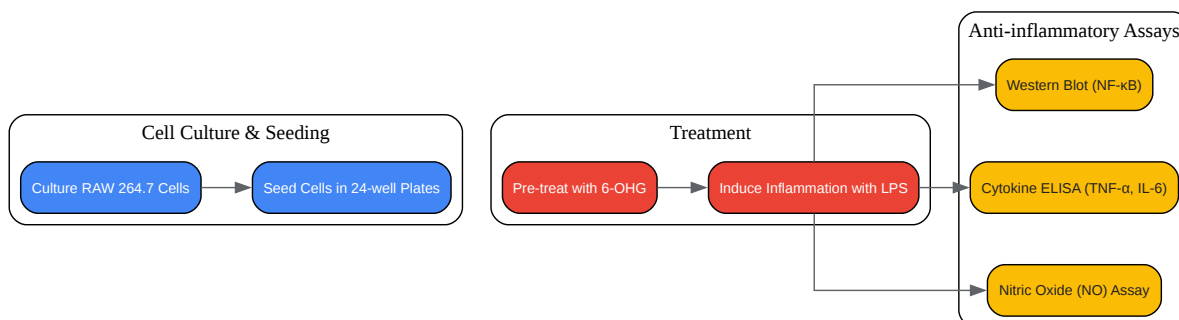 Cell Culture & Seeding
Culture RAW 264.7 Cells
Seed Cells in 24-well Plates
Treatment
Pre-treat with 6-OHG
Induce Inflammation with LPS
Anti-inflammatory Assays
Western Blot (NF-κB)
Cytokine ELISA (TNF-α, IL-6)
Nitric Oxide (NO) Assay